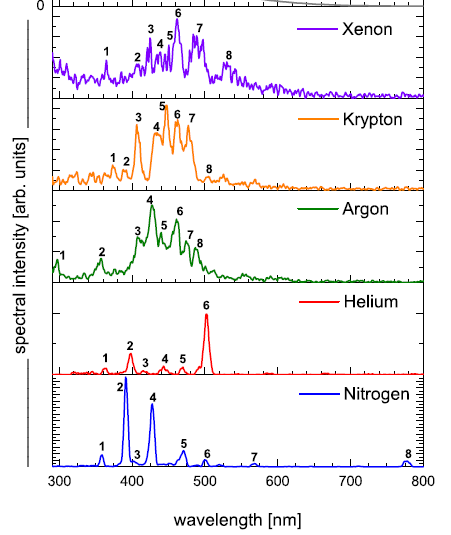 0
Xenon
1 2 3 4 5 6 7 8
Krypton
1 2 3 4 5 6 7 8
Argon
1 2 3 4 5 6 7 8
Helium
1 2 3 4 5 6
Nitrogen
1 2 3 4 5 6 7 8
spectral intensity [arb. units]
300 400 500 600 700 800
wavelength [nm]